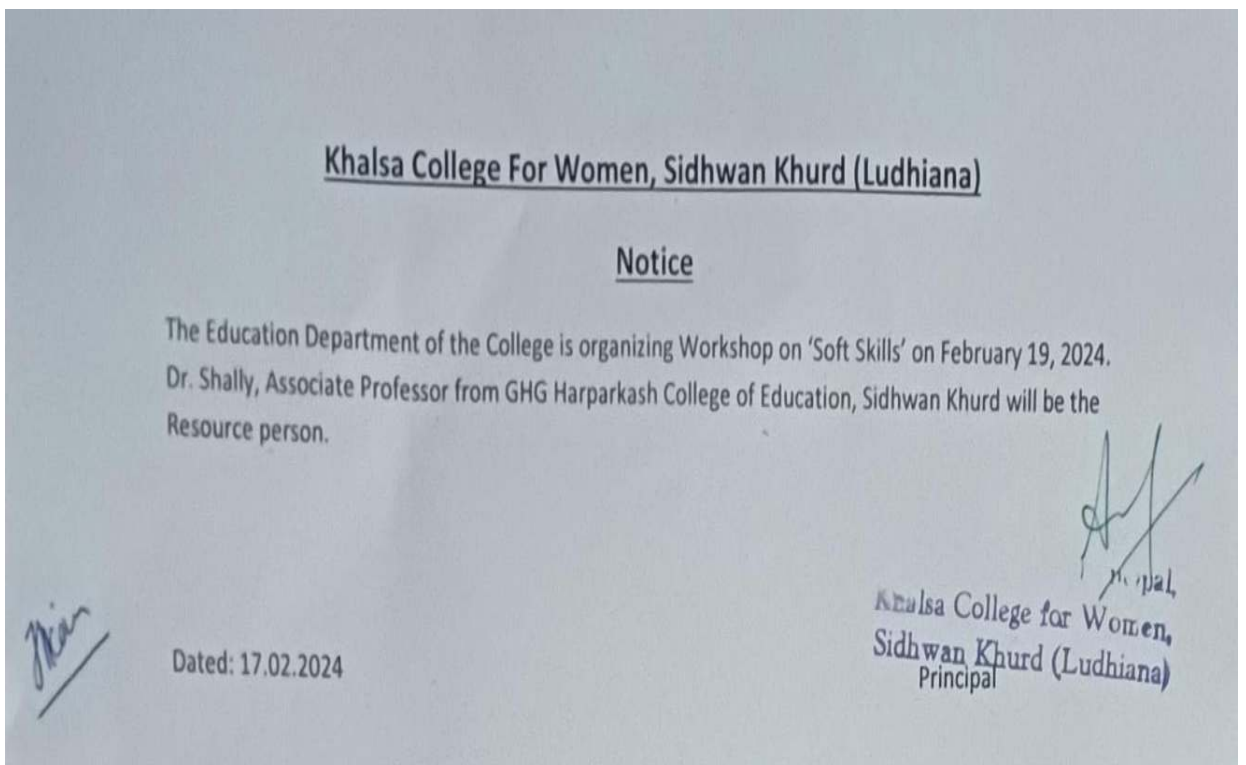 Khalsa College For Women, Sidhwan Khurd (Ludhiana)
Notice
The Education Department of the College is organizing Workshop on ‘Soft Skills’ on February 19, 2024.
Dr. Shally, Associate Professor from GHG Harparkash College of Education, Sidhwan Khurd will be the
Resource person.
Khalsa College for Women,
Sidhwan Khurd (Ludhiana)
Principal
Dated: 17.02.2024